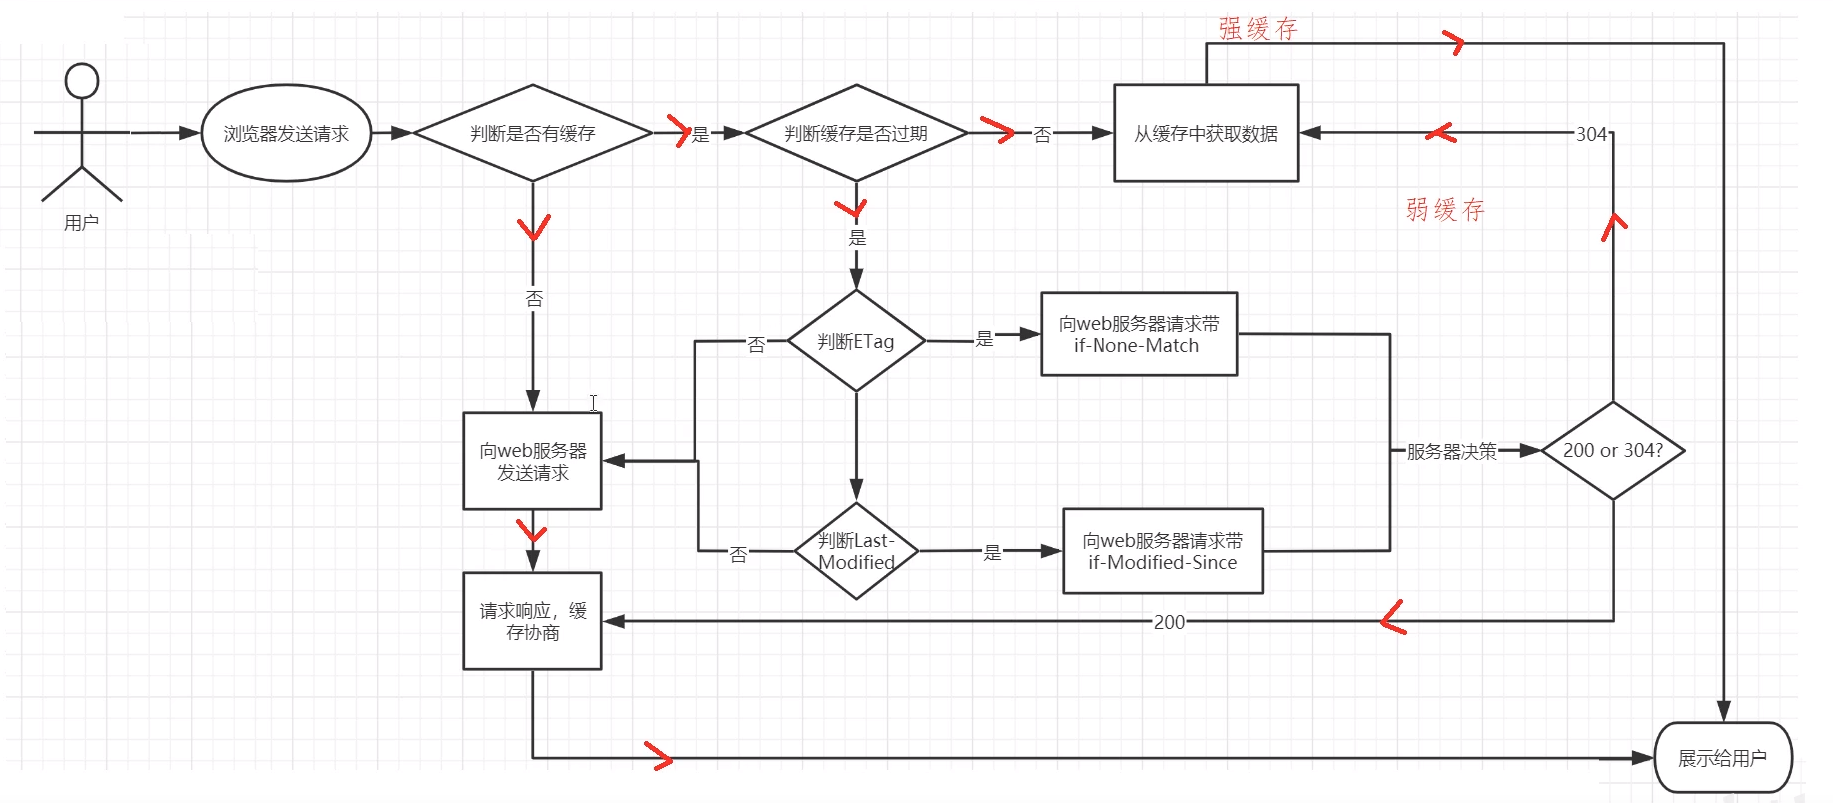 强缓存
浏览器发送请求
判断是否有缓存
是
判断缓存是否过期
否
从缓存中获取数据
304
用户
弱缓存
是
否
判断ETag
否
是
向web服务器请求带
if-None-Match
向web服务器
发送请求
服务器决策
200 or 304?
判断Last-
Modified
否
是
向web服务器请求带
if-Modified-Since
请求响应，缓
存协商
200
展示给用户